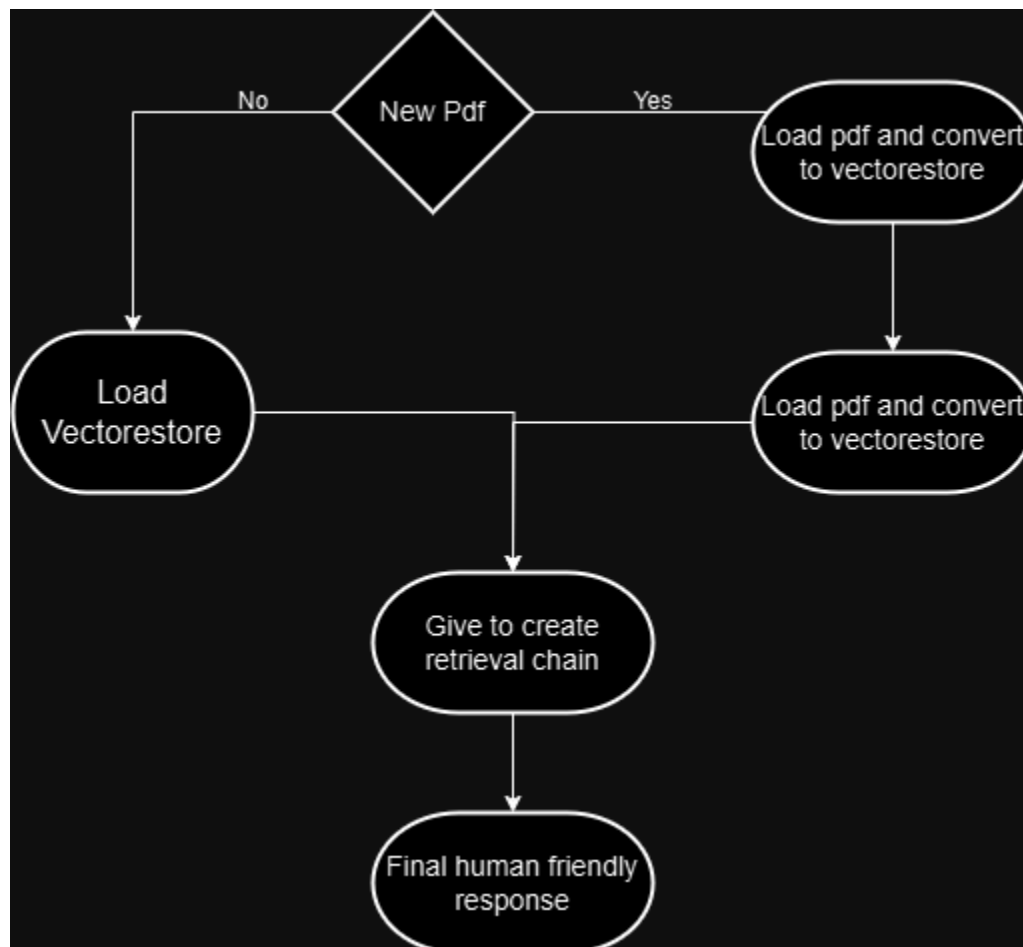 No
New Pdf
Yes
Load pdf and convert
to vectorestore
Load
Vectorestore
Load pdf and convert
to vectorestore
Give to create
retrieval chain
Final human friendly
response